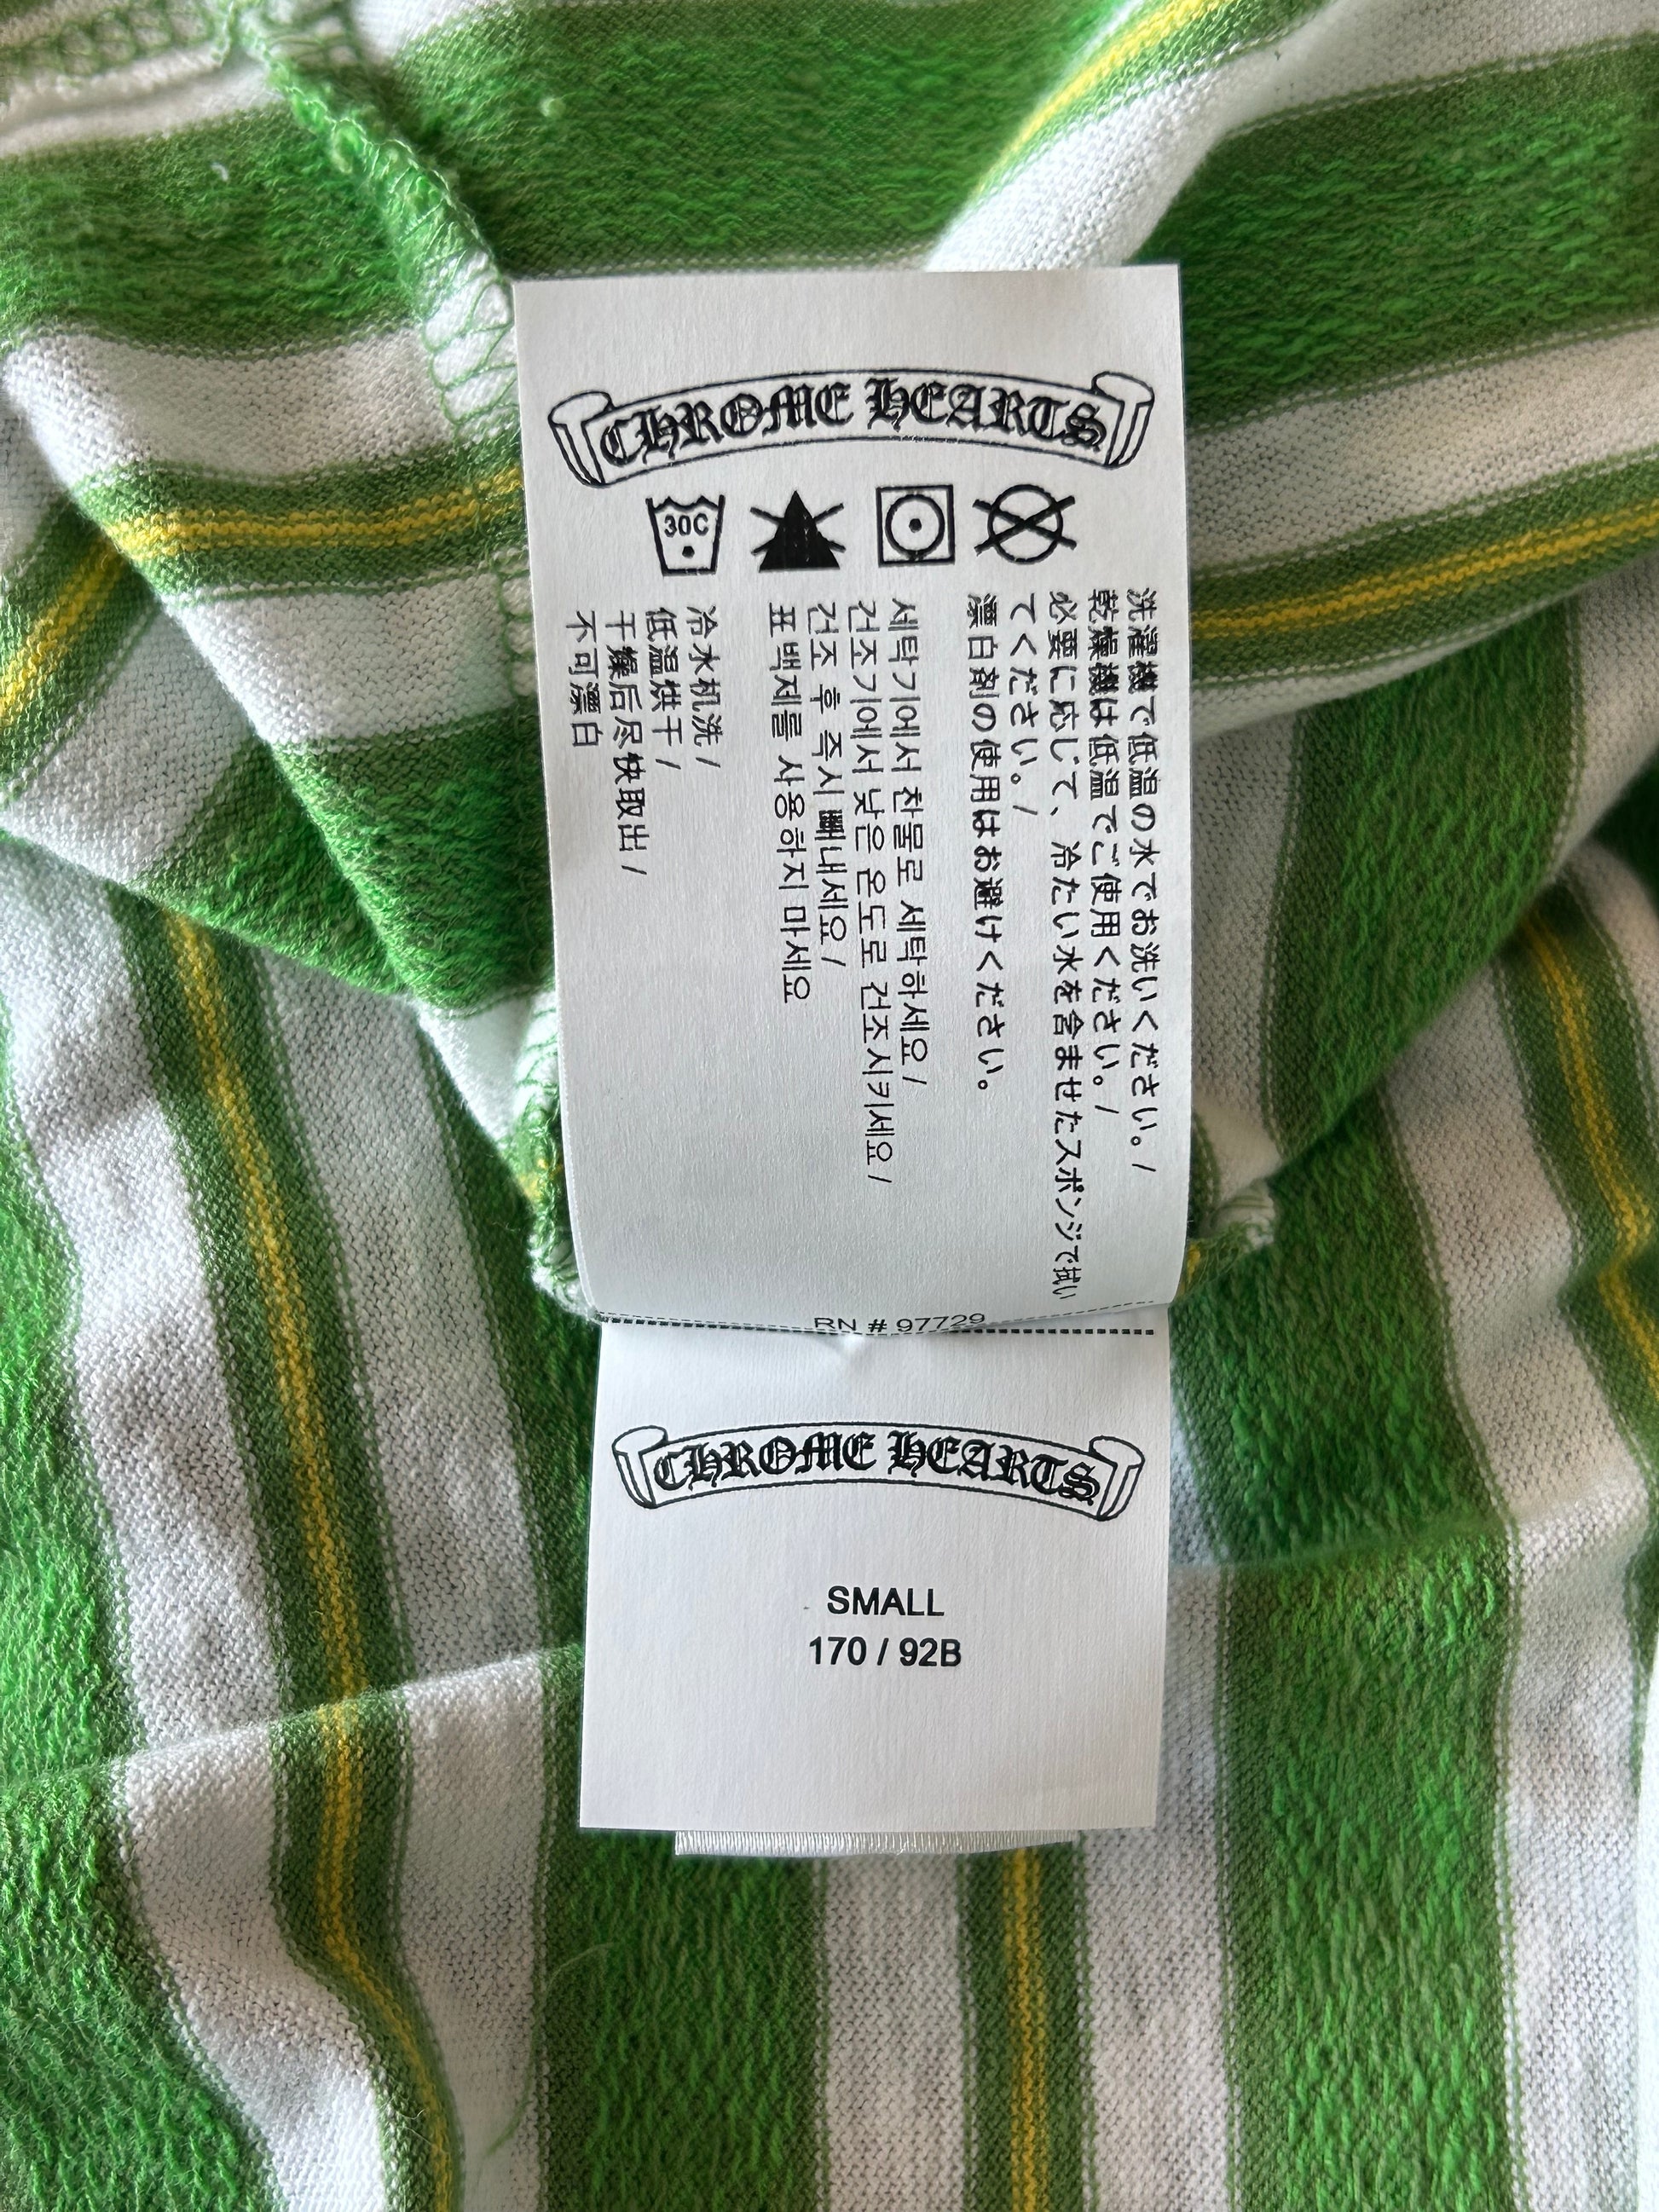 CHROME HEARTS
30C
洗濯機で低温の水でお洗いください。/
乾燥機は低温でご使用ください。/
必要に応じて、冷たい水を含ませたスポンジで拭い
てください。/
漂白剤の使用はお避けください。
세탁기에서 찬물로 세탁하세요 /
건조기에서 낮은 온도로 건조시키세요 /
건조 후 즉시 빼내세요 /
표백제를 사용하지 마세요
冷水机洗 /
低温烘干 /
干燥后尽快取出 /
不可漂白
RN # 97729
CHROME HEARTS
SMALL
170 / 92B